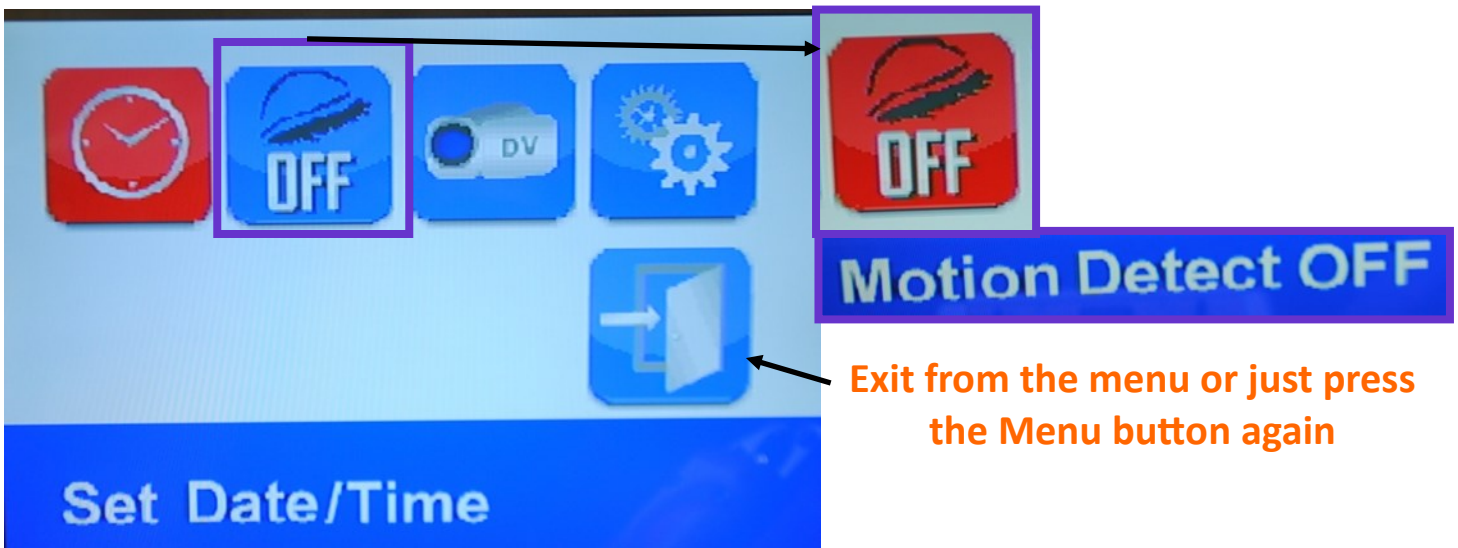 OFF
DV
OFF
Motion Detect OFF
Exit from the menu or just press
the Menu button again
Set Date/Time